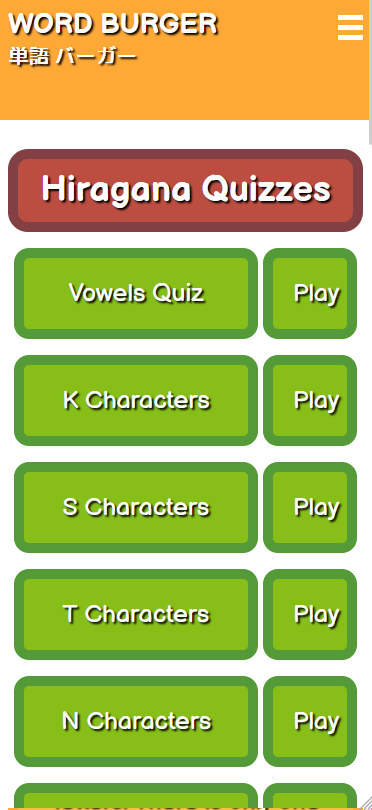 WORD BURGER
単語 バーガー
Hiragana Quizzes
Vowels Quiz Play
K Characters Play
S Characters Play
T Characters Play
N Characters Play